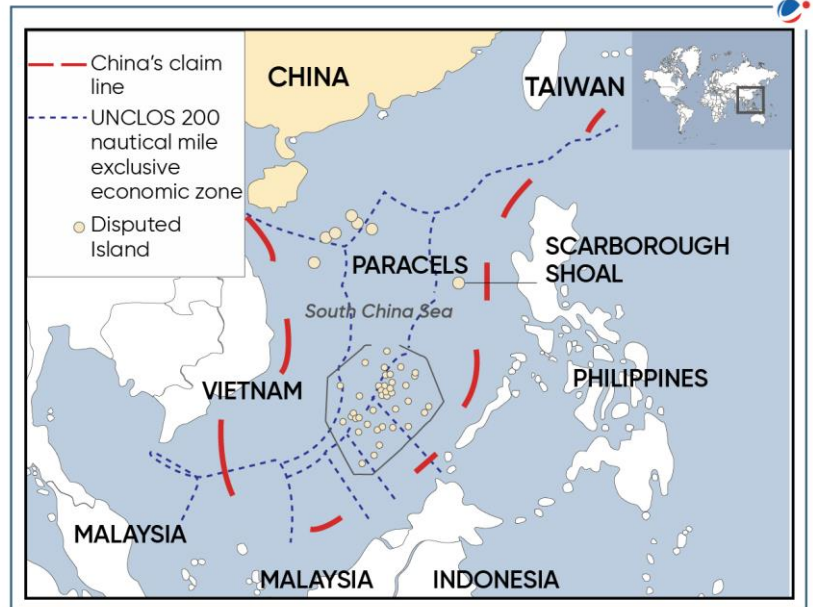 China's claim
line
UNCLOS 200
nautical mile
exclusive
economic zone
Disputed
Island
CHINA
TAIWAN
PARACELS
SCARBOROUGH
SHOAL
South China Sea
VIETNAM
PHILIPPINES
MALAYSIA
MALAYSIA
INDONESIA